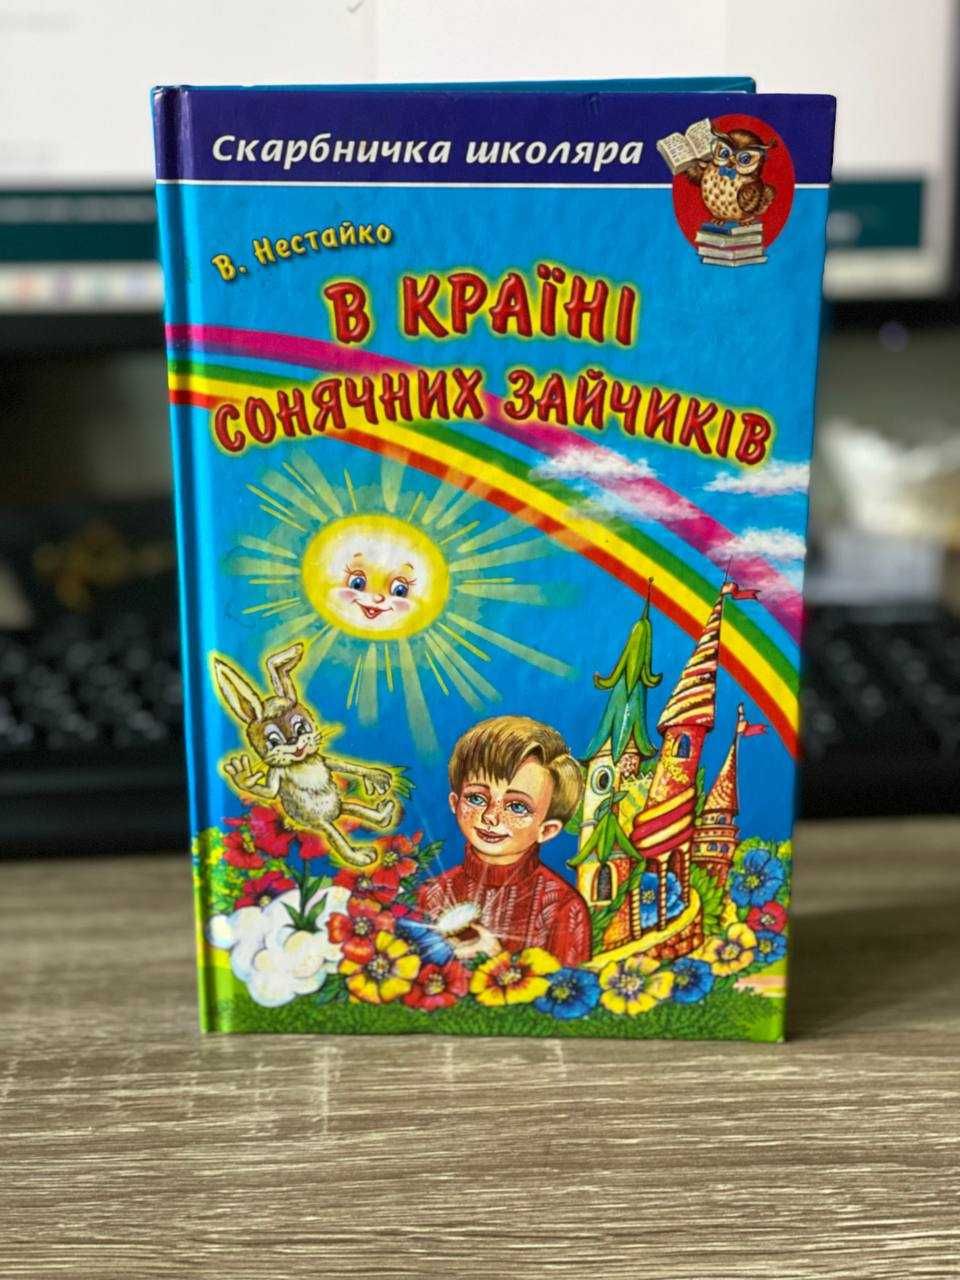 Скарбничка школяра
В. Нестайко
В КРАЇНІ
СОНЯЧНИХ ЗАЙЧИКІВ